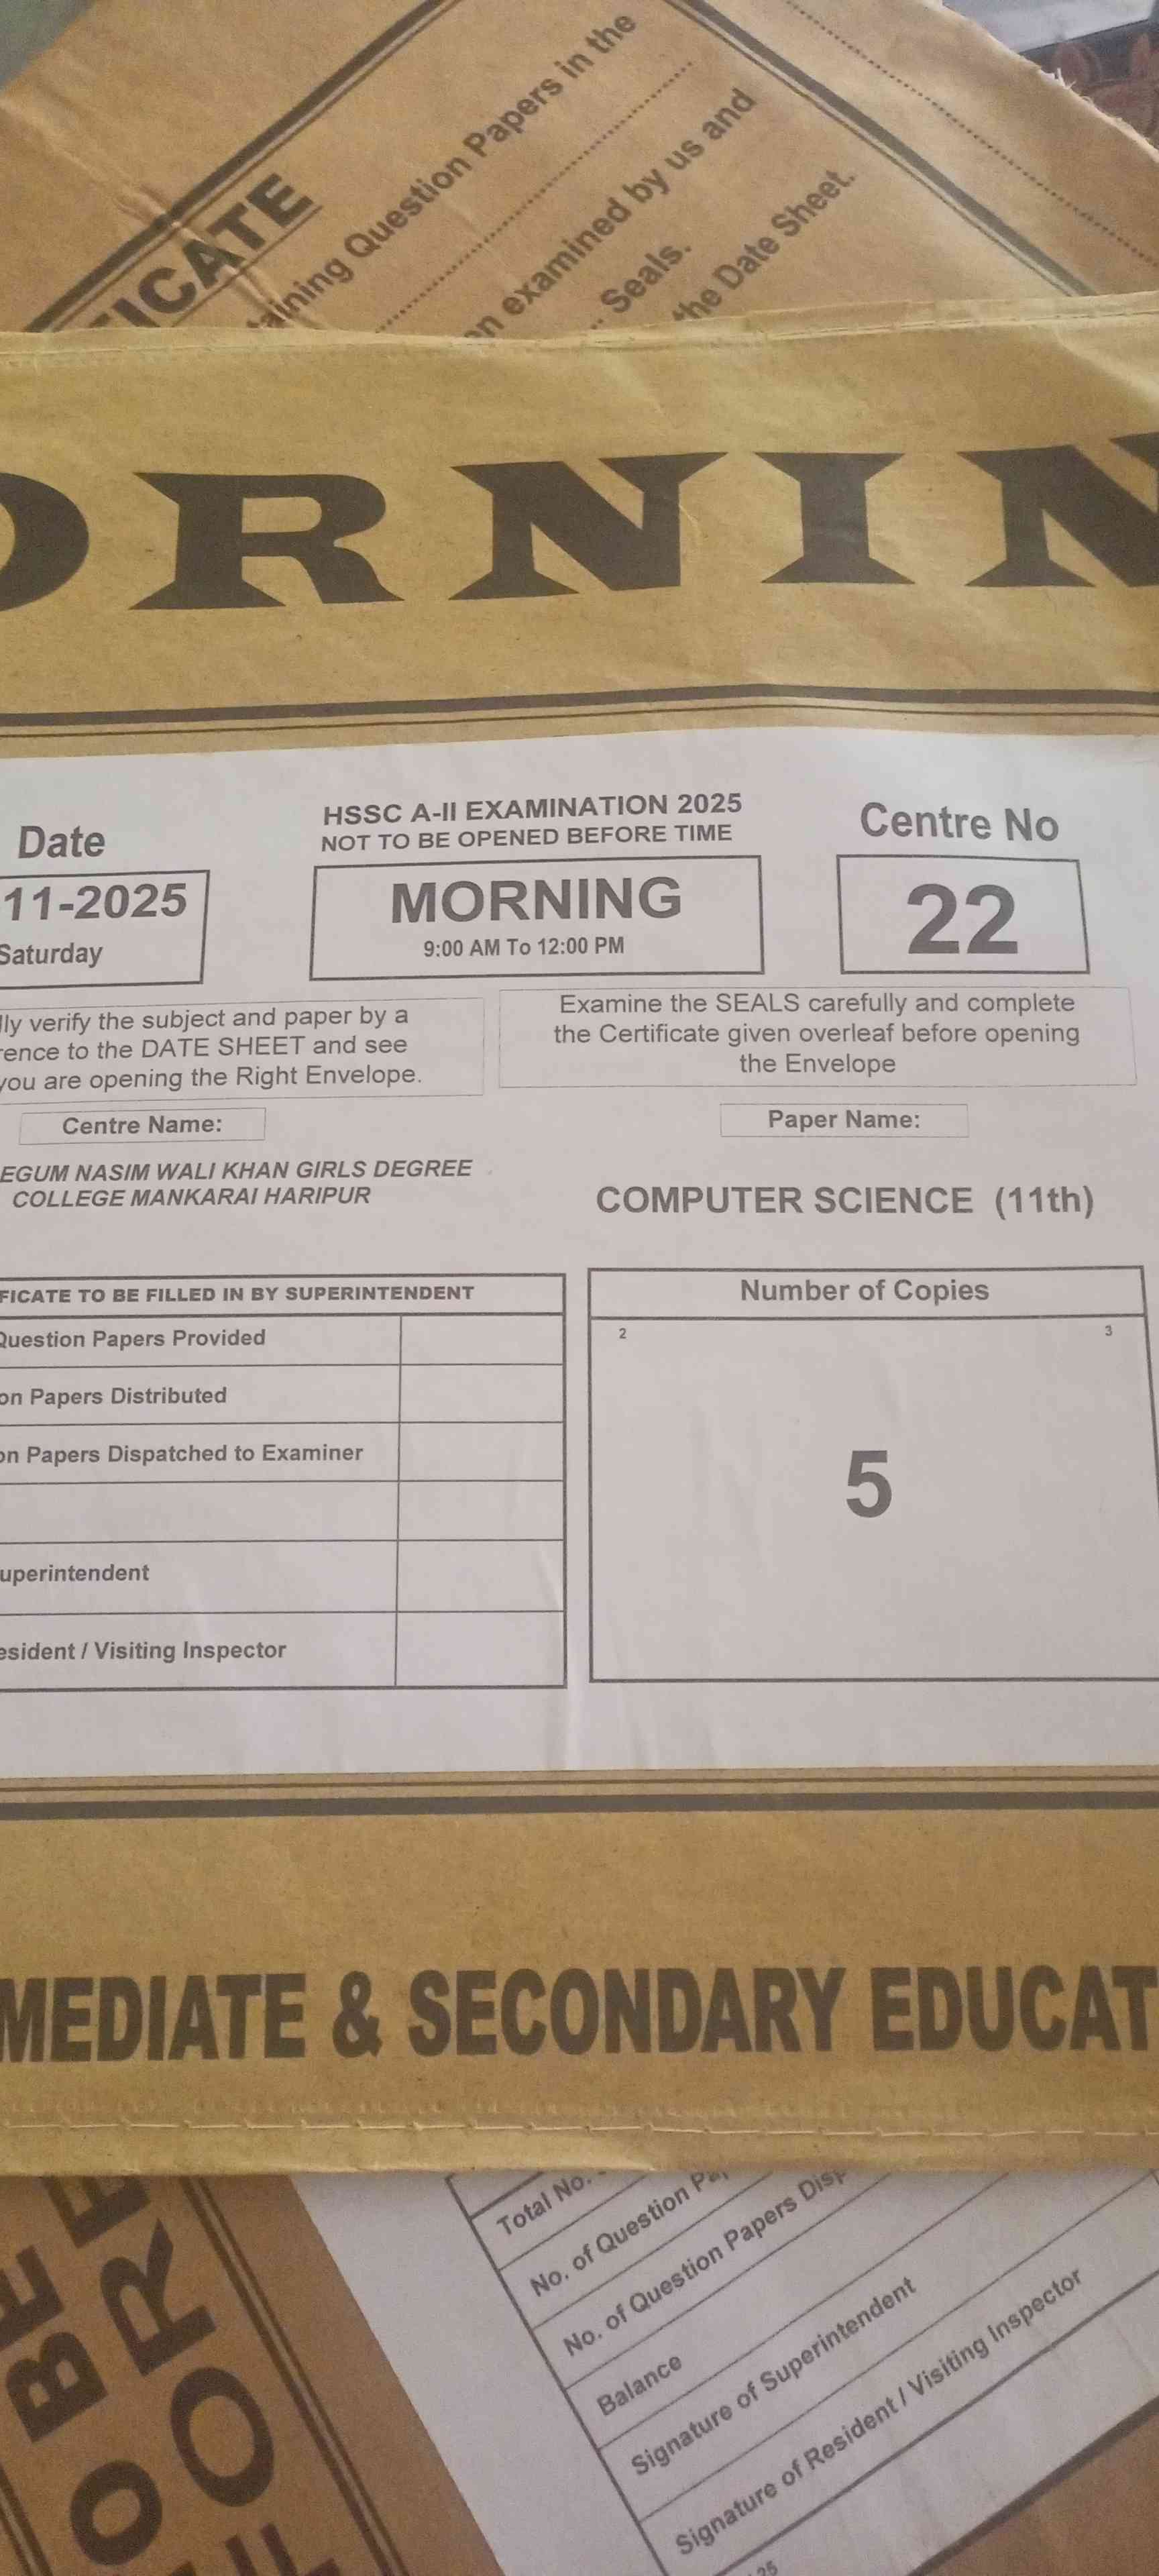 FICATE
aining Question Papers in the
n examined by us and
Seals.
the Date Sheet.
ORNIN
Date
11-2025
Saturday
HSSC A-II EXAMINATION 2025
NOT TO BE OPENED BEFORE TIME
MORNING
9:00 AM To 12:00 PM
Centre No
22
lly verify the subject and paper by a
rence to the DATE SHEET and see
you are opening the Right Envelope.
Examine the SEALS carefully and complete
the Certificate given overleaf before opening
the Envelope
Centre Name:
EGUM NASIM WALI KHAN GIRLS DEGREE
COLLEGE MANKARAI HARIPUR
Paper Name:
COMPUTER SCIENCE (11th)
FICATE TO BE FILLED IN BY SUPERINTENDENT
Question Papers Provided
on Papers Distributed
on Papers Dispatched to Examiner
uperintendent
esident / Visiting Inspector
Number of Copies
2 3
5
MEDIATE & SECONDARY EDUCAT
Total No.
No. of Question Pa
No. of Question Papers Disp
Balance
Signature of Superintendent
Signature of Resident / Visiting Inspector